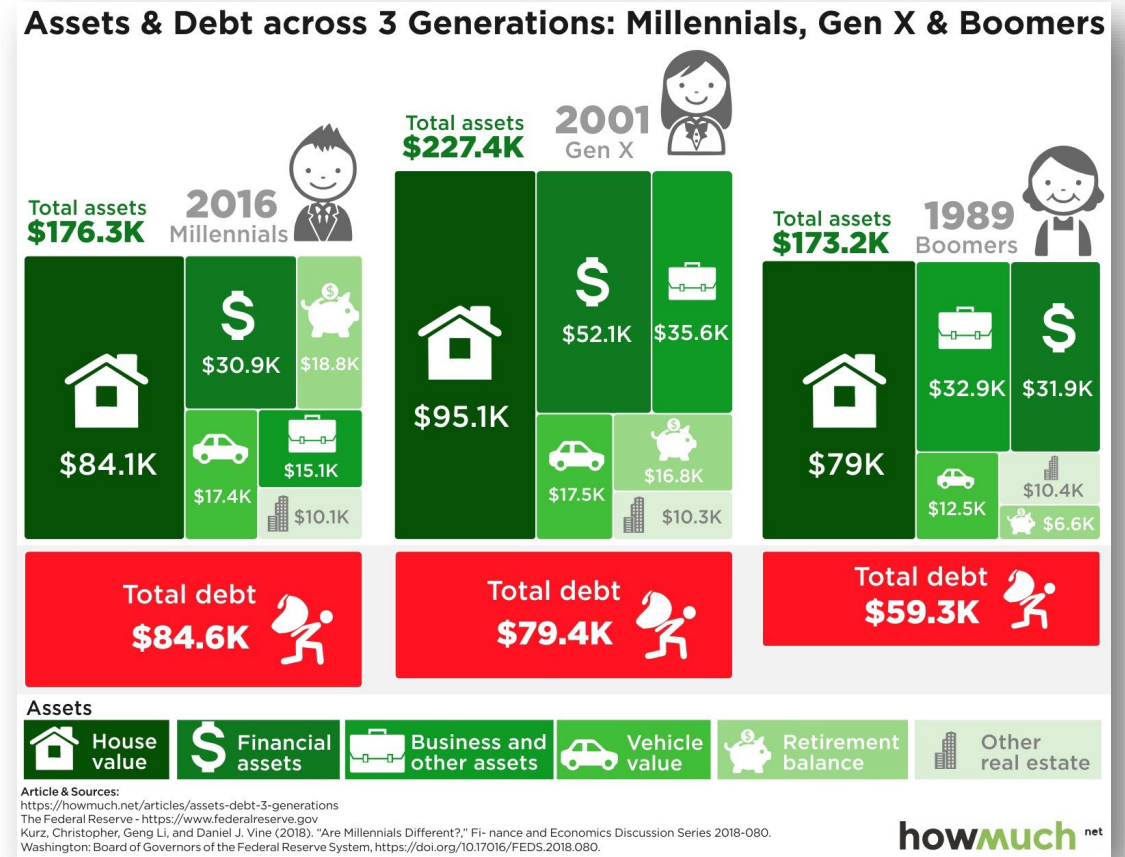 Assets & Debt across 3 Generations: Millennials, Gen X & Boomers
2016
Millennials
Total assets
$176.3K
$84.1K
$
$30.9K
$
$18.8K
$17.4K
$15.1K
$10.1K
Total debt
$84.6K
2001
Gen X
Total assets
$227.4K
$95.1K
$
$52.1K
$35.6K
$17.5K
$
$16.8K
$10.3K
Total debt
$79.4K
1989
Boomers
Total assets
$173.2K
$79K
$32.9K
$
$31.9K
$12.5K
$10.4K
$6.6K
Total debt
$59.3K
Assets
House
value
$
Financial
assets
Business and
other assets
Vehicle
value
$
Retirement
balance
Other
real estate
Article & Sources:
https://howmuch.net/articles/assets-debt-3-generations
The Federal Reserve - https://www.federalreserve.gov
Kurz, Christopher, Geng Li, and Daniel J. Vine (2018). “Are Millennials Different?,” Fi- nance and Economics Discussion Series 2018-080.
Washington: Board of Governors of the Federal Reserve System, https://doi.org/10.17016/FEDS.2018.080.
howmuch net